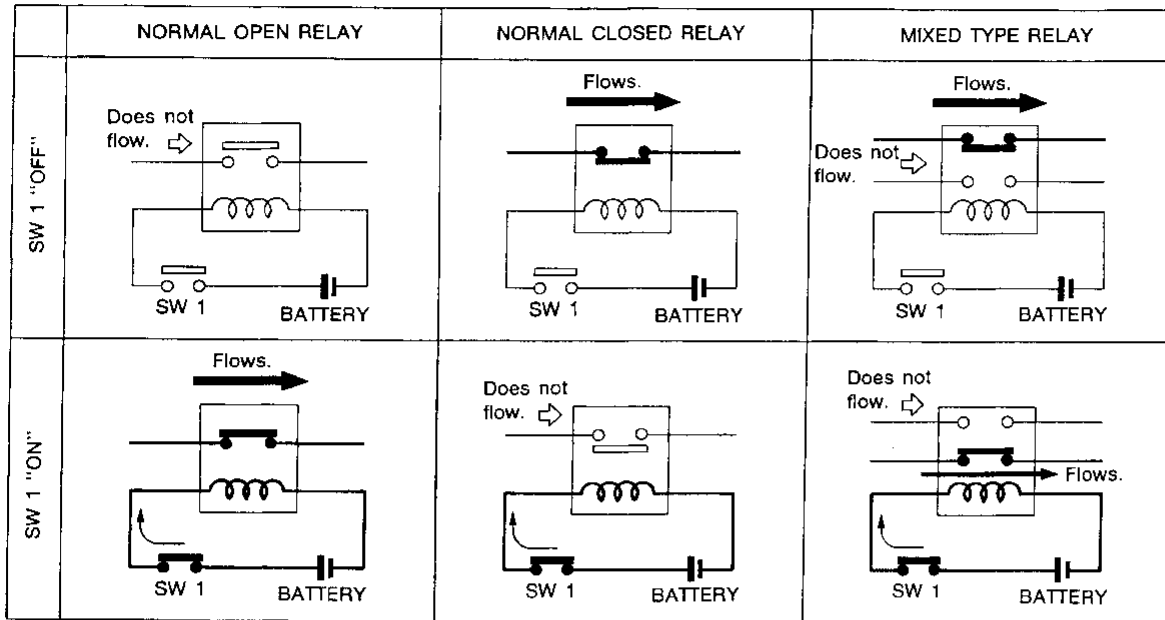 NORMAL OPEN RELAY
NORMAL CLOSED RELAY
MIXED TYPE RELAY
SW 1 "OFF"
Does not
flow.
SW 1
BATTERY
Flows.
SW 1
BATTERY
Flows.
Does not
flow.
SW 1
BATTERY
SW 1 "ON"
Flows.
SW 1
BATTERY
Does not
flow.
SW 1
BATTERY
Does not
flow.
Flows.
SW 1
BATTERY